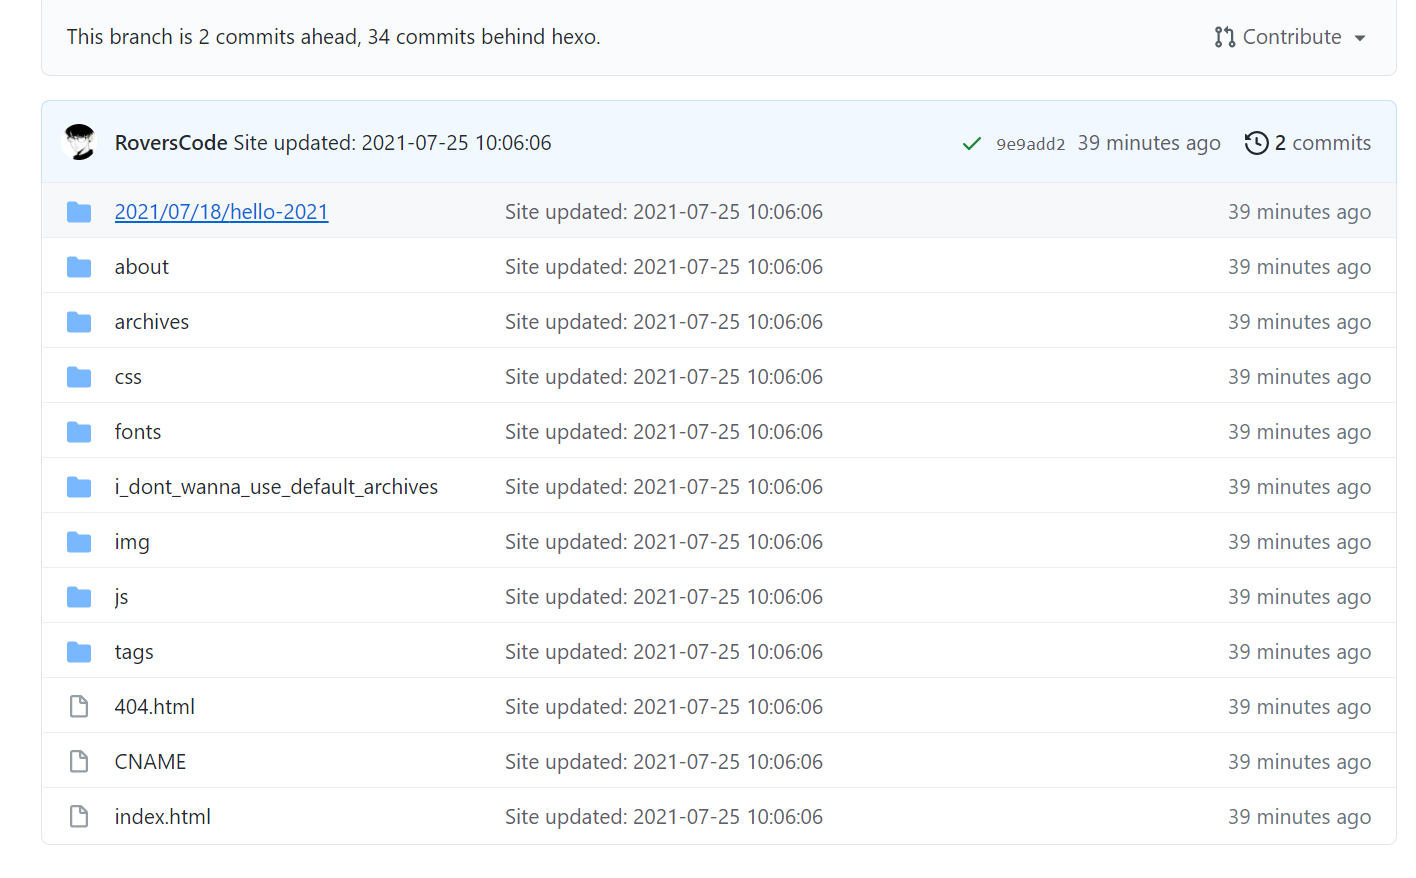 This branch is 2 commits ahead, 34 commits behind hexo. Contribute
RoversCode Site updated: 2021-07-25 10:06:06 9e9add2 39 minutes ago 2 commits
2021/07/18/hello-2021 Site updated: 2021-07-25 10:06:06 39 minutes ago
about Site updated: 2021-07-25 10:06:06 39 minutes ago
archives Site updated: 2021-07-25 10:06:06 39 minutes ago
css Site updated: 2021-07-25 10:06:06 39 minutes ago
fonts Site updated: 2021-07-25 10:06:06 39 minutes ago
i_dont_wanna_use_default_archives Site updated: 2021-07-25 10:06:06 39 minutes ago
img Site updated: 2021-07-25 10:06:06 39 minutes ago
js Site updated: 2021-07-25 10:06:06 39 minutes ago
tags Site updated: 2021-07-25 10:06:06 39 minutes ago
404.html Site updated: 2021-07-25 10:06:06 39 minutes ago
CNAME Site updated: 2021-07-25 10:06:06 39 minutes ago
index.html Site updated: 2021-07-25 10:06:06 39 minutes ago